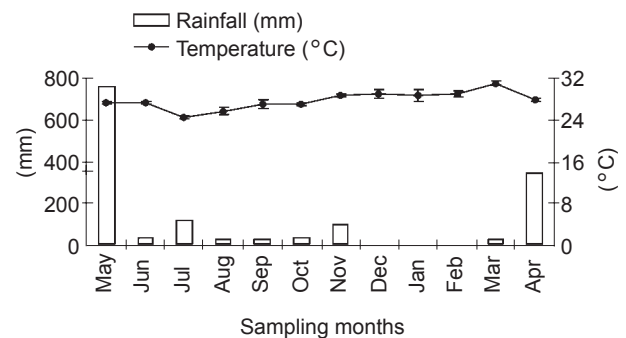 Rainfall (mm)
Temperature (°C)
800
600
400
200
0
(mm)
32
24
16
8
0
(°C)
May
Jun
Jul
Aug
Sep
Oct
Nov
Dec
Jan
Feb
Mar
Apr
Sampling months